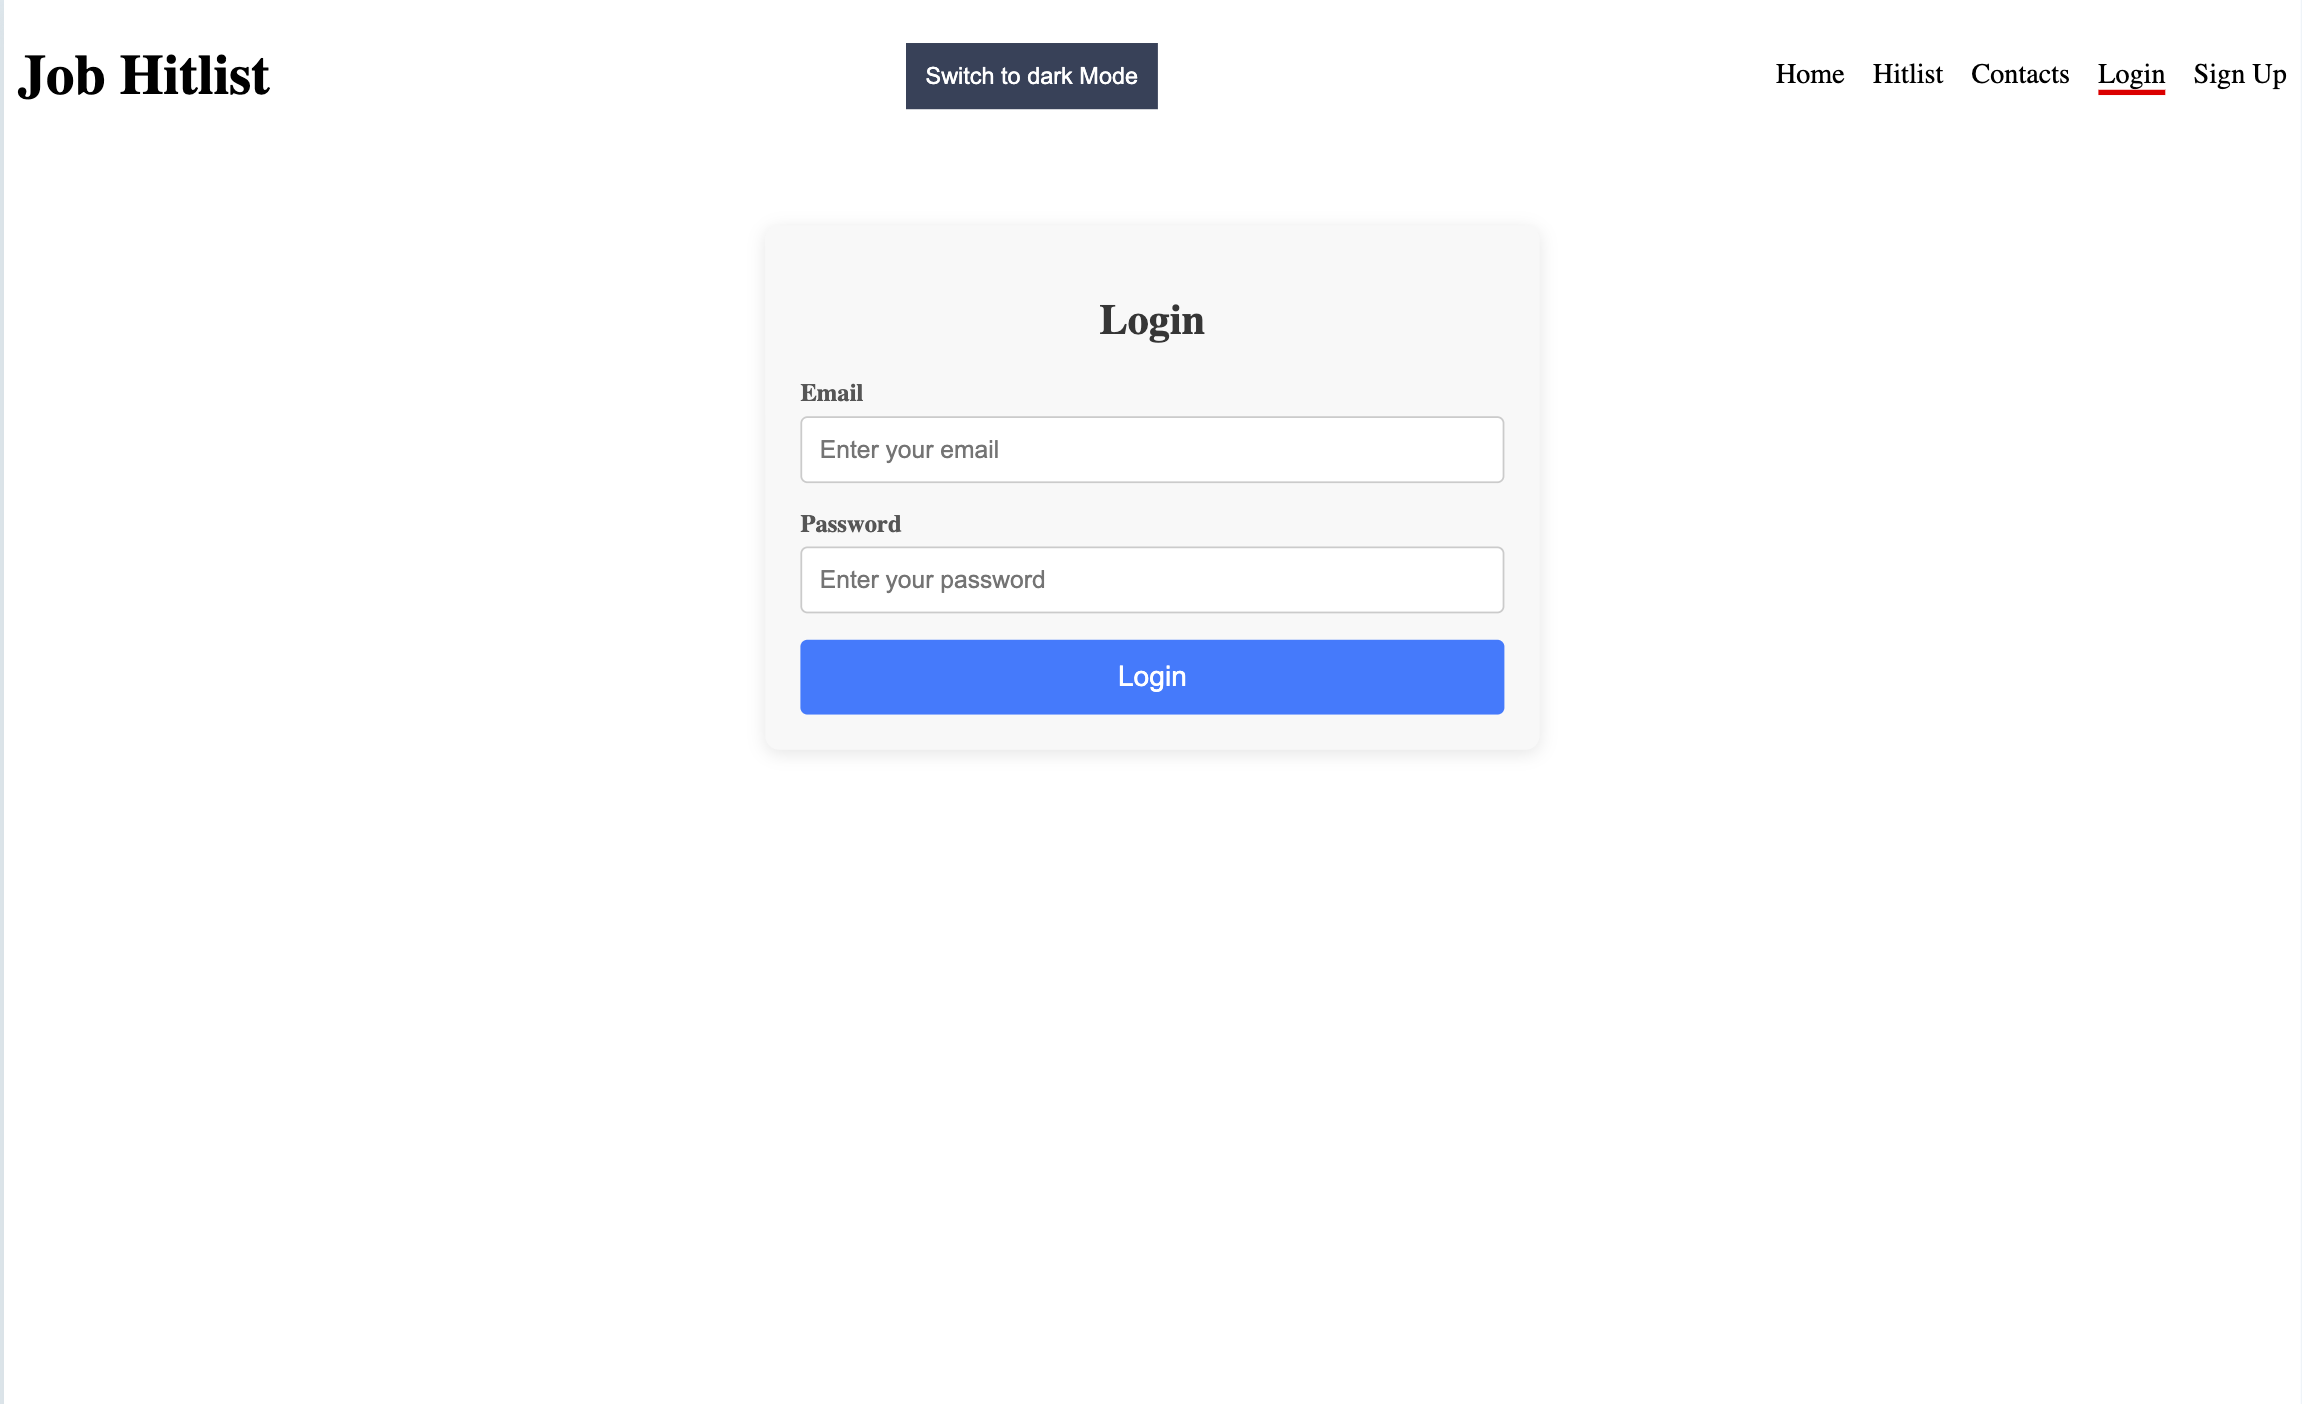 Job Hitlist
Switch to dark Mode
Home Hitlist Contacts Login Sign Up
Login
Email
Enter your email
Password
Enter your password
Login